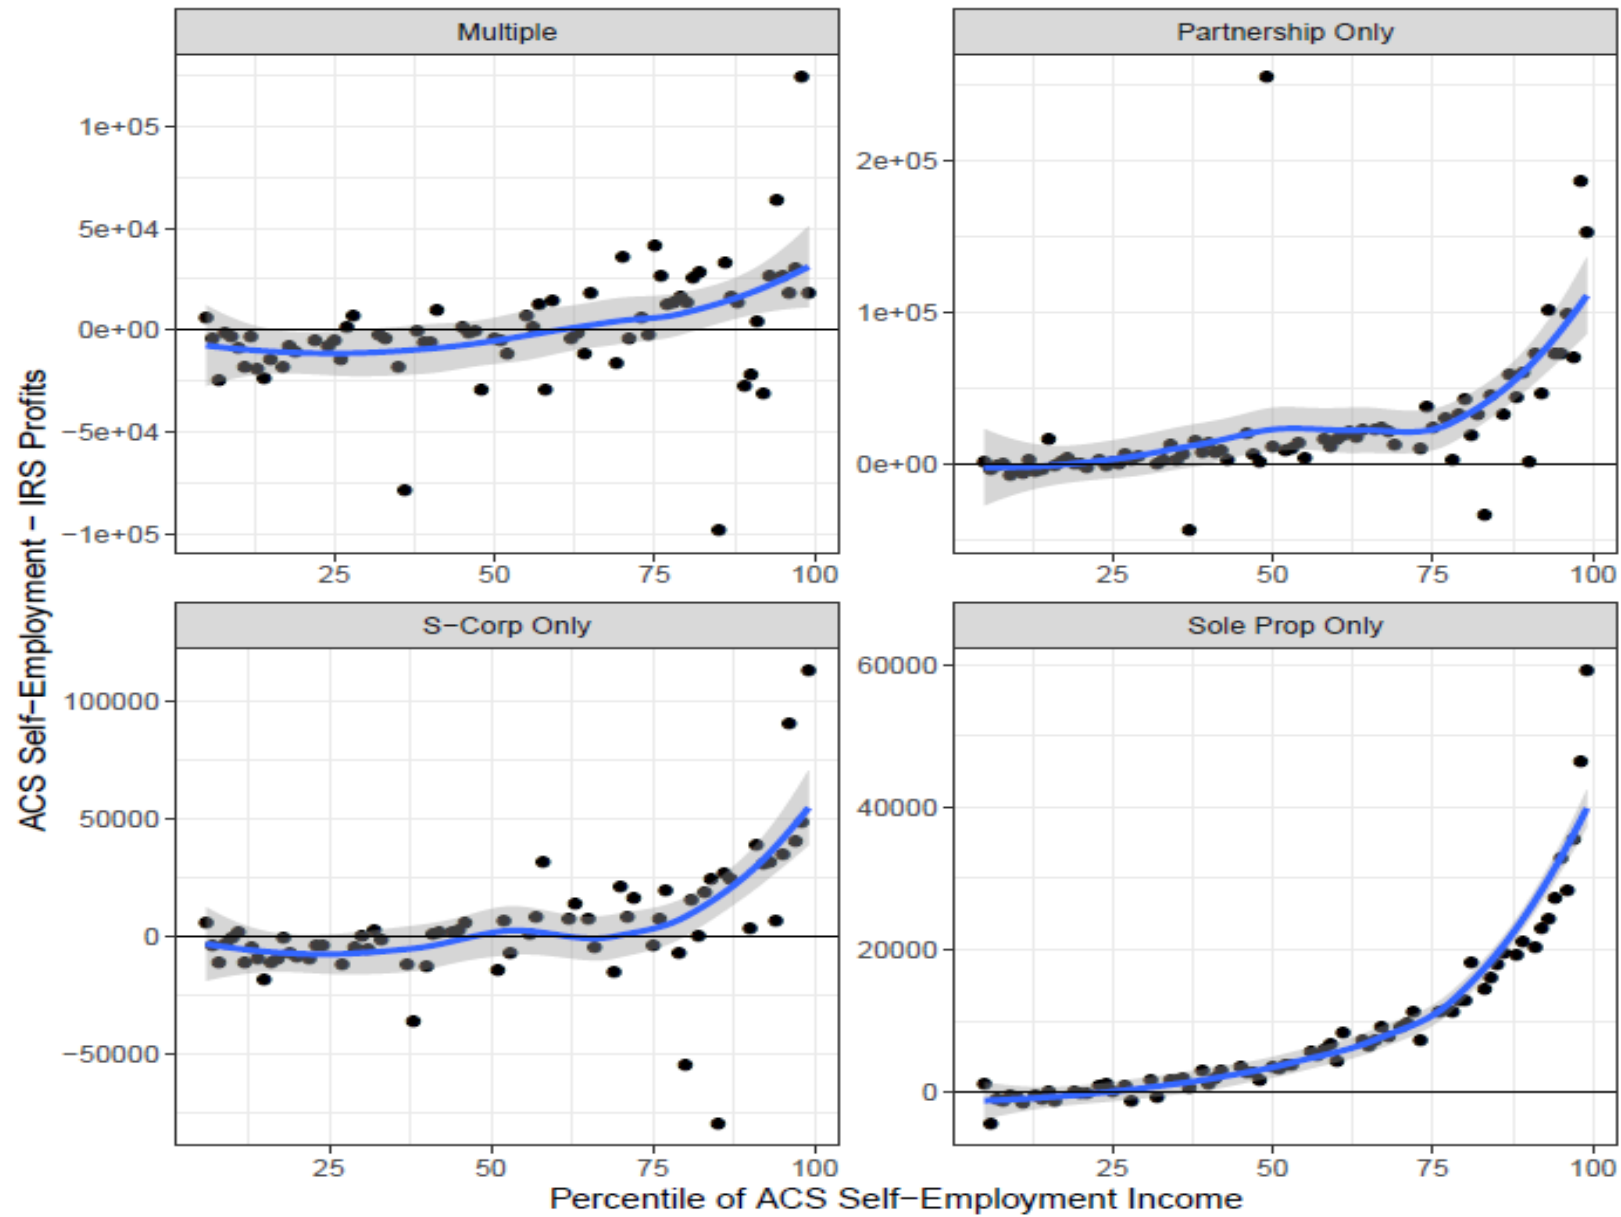 Multiple
Partnership Only
1e+05
5e+04
0e+00
−5e+04
−1e+05
2e+05
1e+05
0e+00
25 50 75 100
25 50 75 100
S−Corp Only
Sole Prop Only
100000
50000
0
−50000
60000
40000
20000
0
25 50 75 100
25 50 75 100
ACS Self−Employment − IRS Profits
Percentile of ACS Self−Employment Income